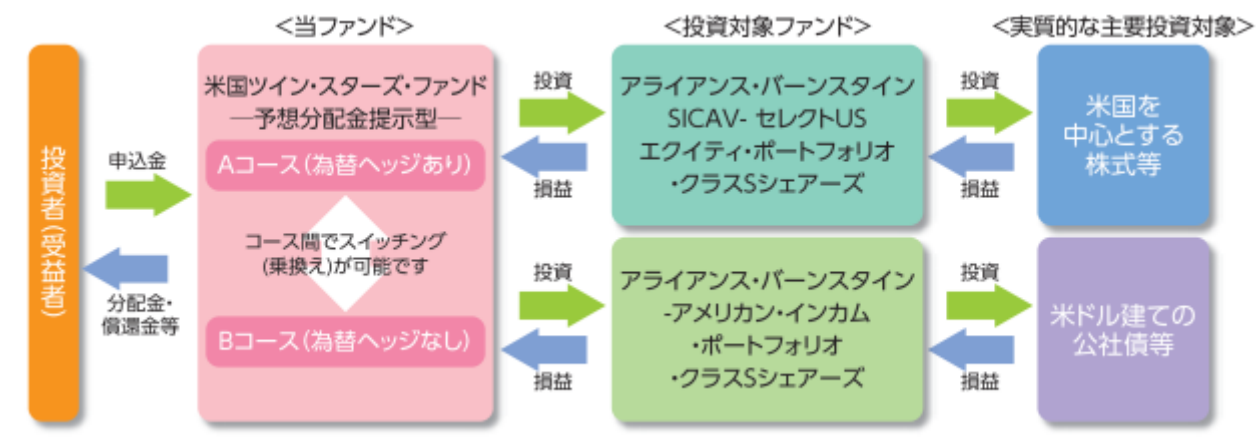 <当ファンド>
<投資対象ファンド>
<実質的な主要投資対象>
投資者(受益者)
申込金
分配金・
償還金等
米国ツイン・スターズ・ファンド
―予想分配金提示型―
Aコース(為替ヘッジあり)
コース間でスイッチング
(乗換え)が可能です
Bコース(為替ヘッジなし)
投資
損益
アライアンス・バーンスタイン
SICAV- セレクトUS
エクイティ・ポートフォリオ
・クラスSシェアーズ
投資
損益
米国を
中心とする
株式等
投資
損益
アライアンス・バーンスタイン
-アメリカン・インカム
・ポートフォリオ
・クラスSシェアーズ
投資
損益
米ドル建ての
公社債等